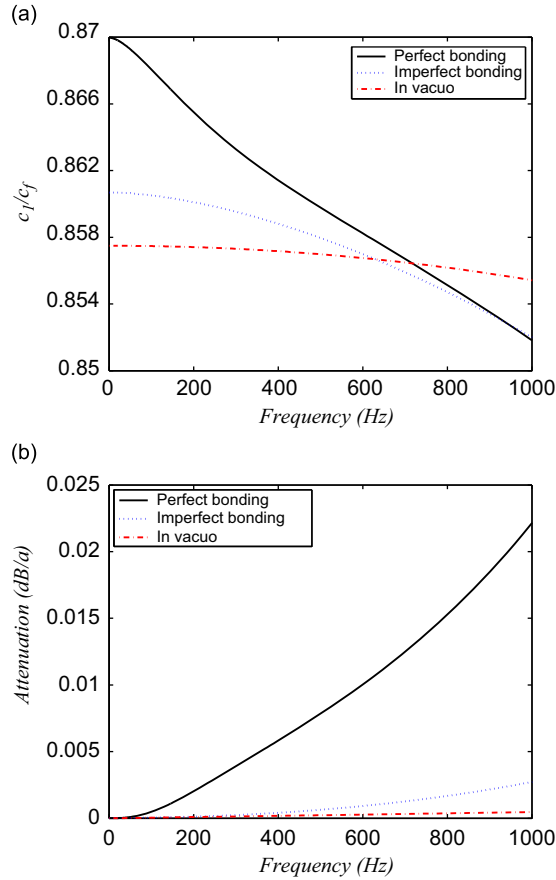 (a)
0.87
0.866
0.862
0.858
0.854
0.85
c1/cf
Perfect bonding
Imperfect bonding
In vacuo
0 200 400 600 800 1000
Frequency (Hz)
(b)
0.025
0.02
0.015
0.01
0.005
0
Attenuation (dB/a)
Perfect bonding
Imperfect bonding
In vacuo
0 200 400 600 800 1000
Frequency (Hz)